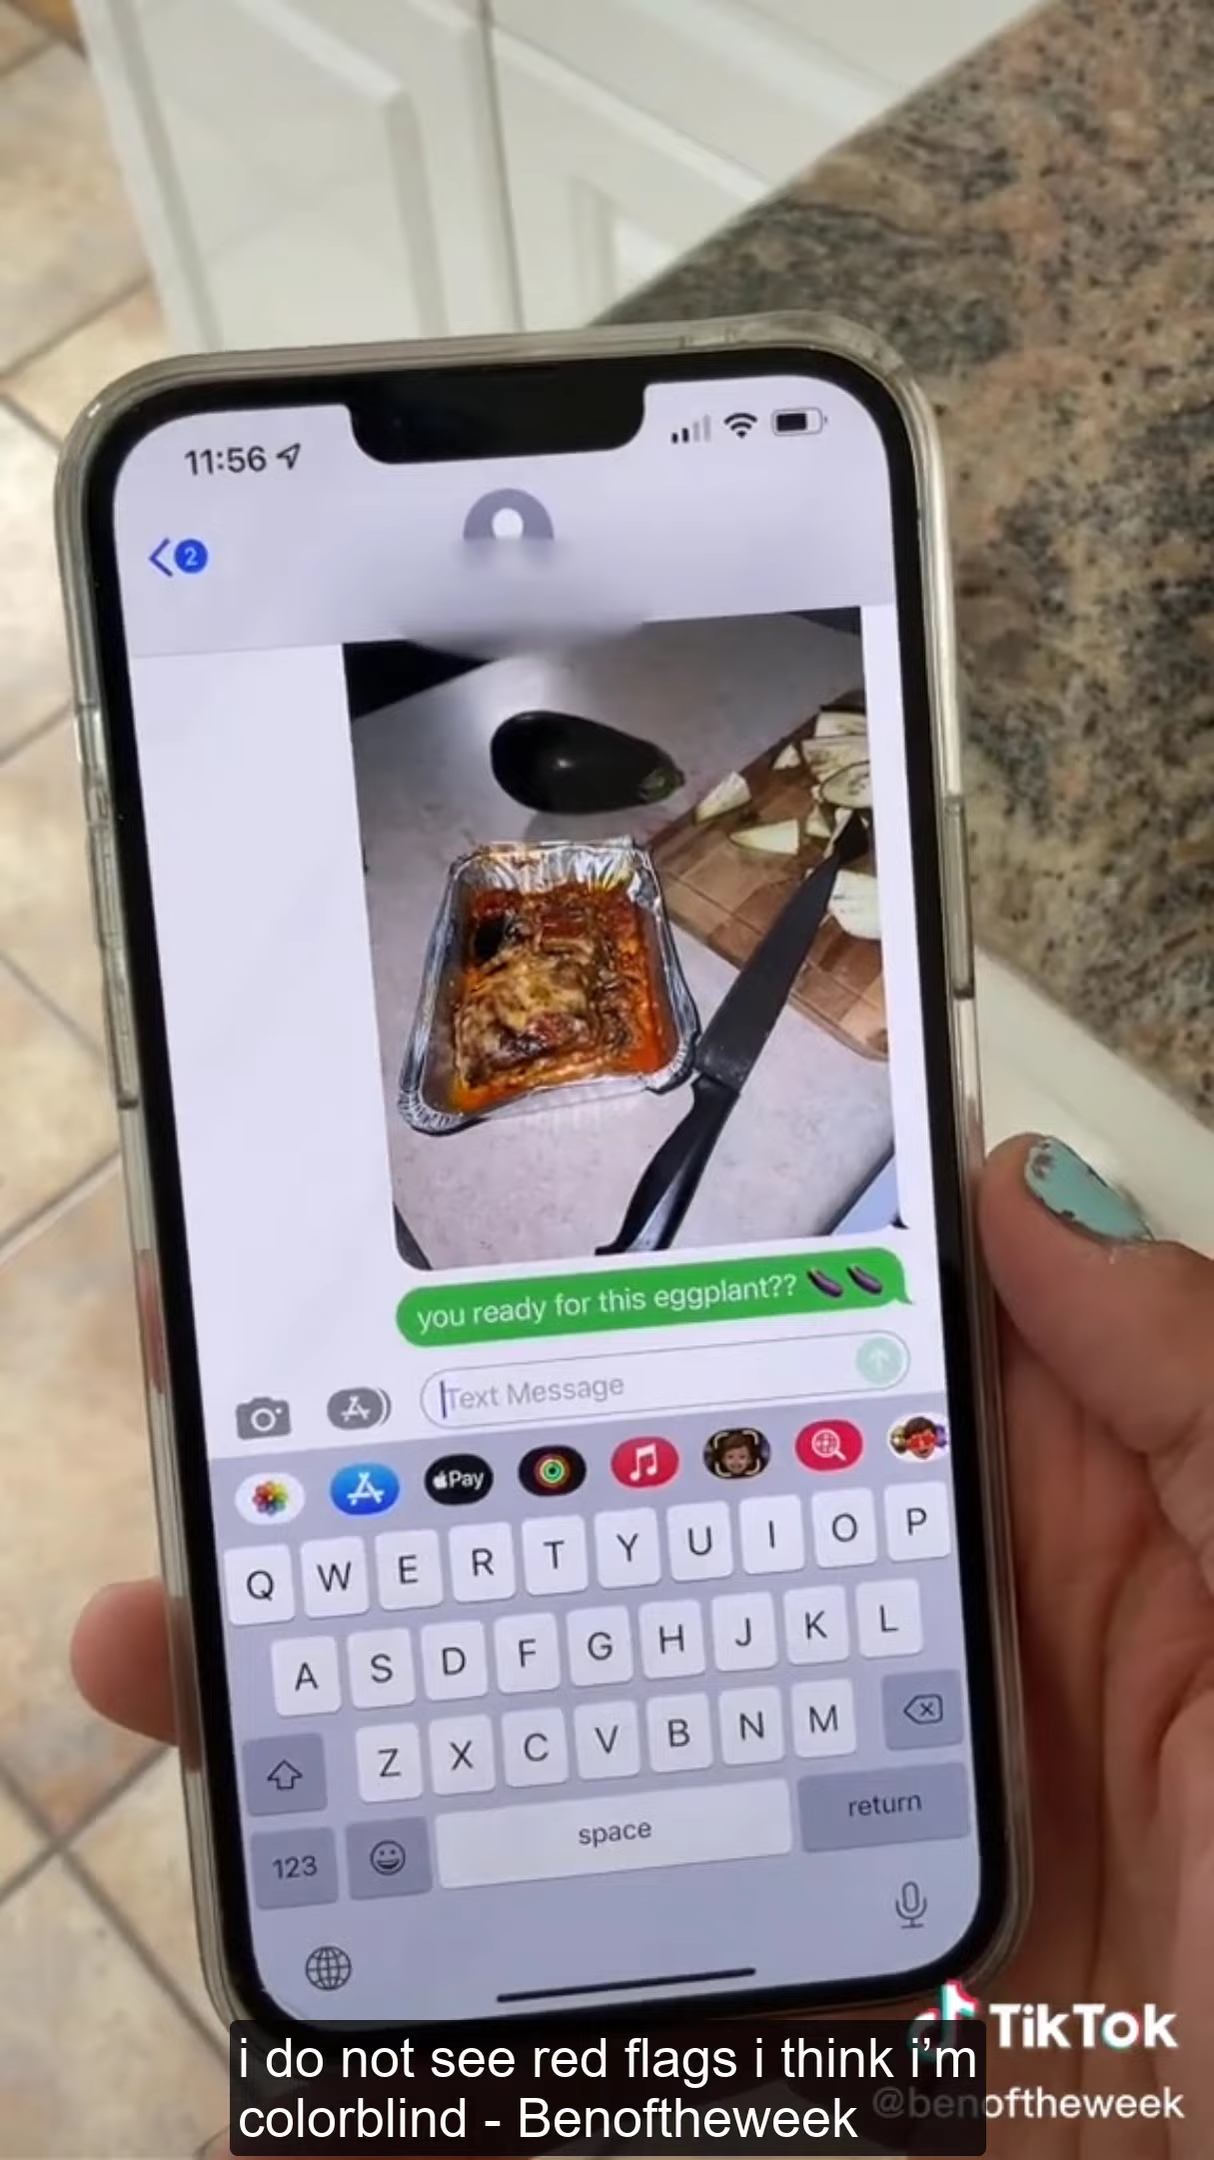 11:56
2
you ready for this eggplant??
Text Message
Pay
Q W E R T Y U I O P
A S D F G H J K L
Z X C V B N M
123
space
return
TikTok
@benoftheweek
i do not see red flags i think i'm
colorblind - Benoftheweek